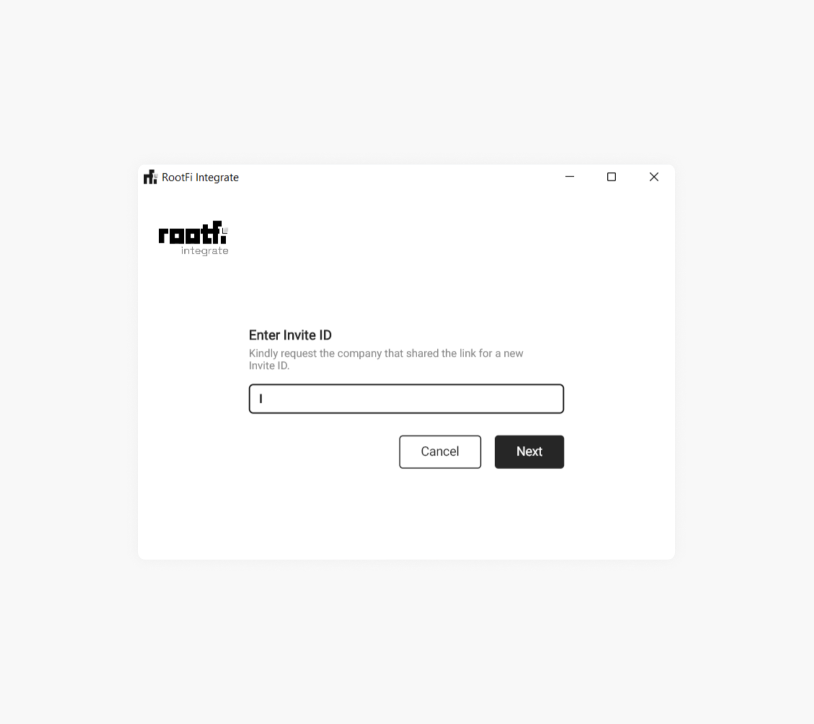 RootFi Integrate
rootfi
integrate
Enter Invite ID
Kindly request the company that shared the link for a new
Invite ID.
Cancel
Next